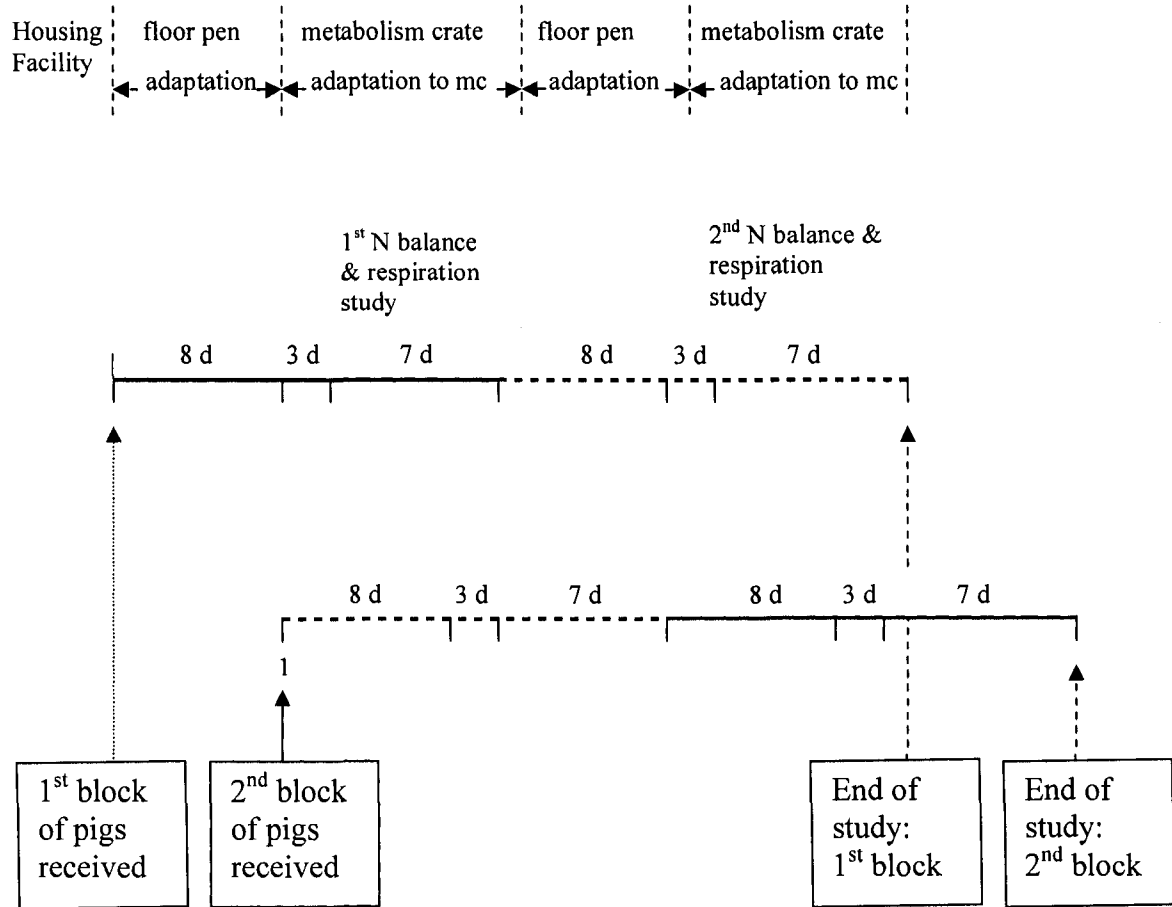 Housing Facility
floor pen
metabolism crate
floor pen
metabolism crate
adaptation
adaptation to mc
adaptation
adaptation to mc
1st N balance
& respiration
study
2nd N balance &
respiration
study
8 d
3 d
7 d
8 d
3 d
7 d
8 d
3 d
7 d
8 d
3 d
7 d
1
1st block
of pigs
received
2nd block
of pigs
received
End of
study:
1st block
End of
study:
2nd block